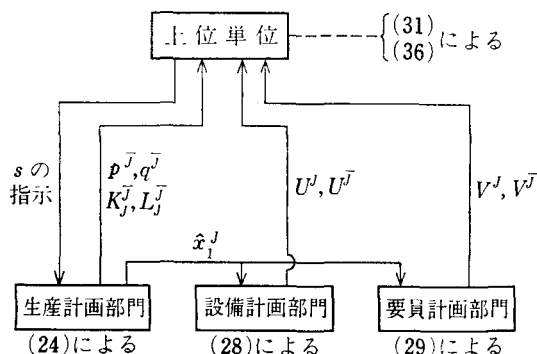 上位単位
(31)
(36)
による
sの
指示
p^J̄, q^J̄
K_J^J̄, L_J^J̄
U^J, U^J̄
V^J, V^J̄
x̂_1^J
生産計画部門
設備計画部門
要員計画部門
(24)による
(28)による
(29)による